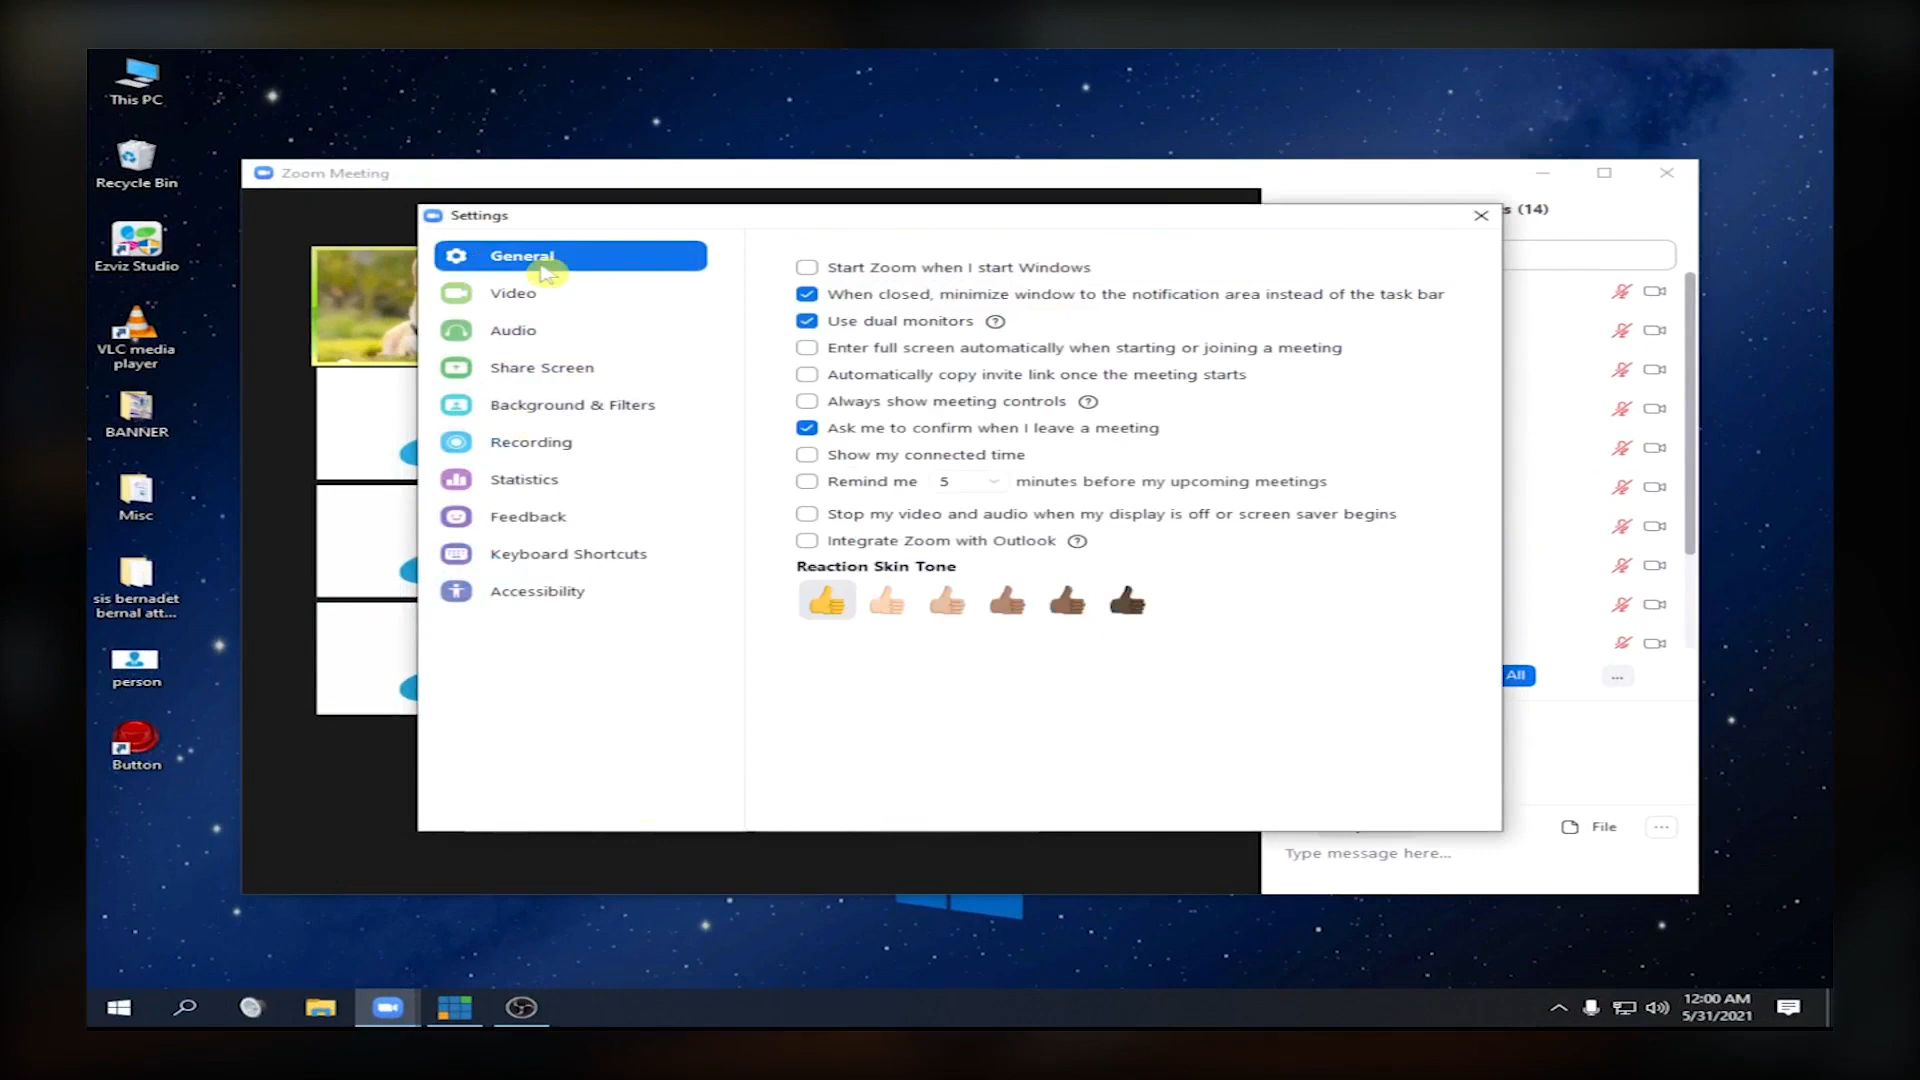 This PC
Recycle Bin
Ezviz Studio
VLC media
player
BANNER
Misc
sis bernadet
bernal att...
person
Button
Zoom Meeting
Settings
General
Video
Audio
Share Screen
Background & Filters
Recording
Statistics
Feedback
Keyboard Shortcuts
Accessibility
Start Zoom when I start Windows
When closed, minimize window to the notification area instead of the task bar
Use dual monitors
Enter full screen automatically when starting or joining a meeting
Automatically copy invite link once the meeting starts
Always show meeting controls
Ask me to confirm when I leave a meeting
Show my connected time
Remind me 5 minutes before my upcoming meetings
Stop my video and audio when my display is off or screen saver begins
Integrate Zoom with Outlook
Reaction Skin Tone
s (14)
All
...
File
...
Type message here...
12:00 AM
5/31/2021